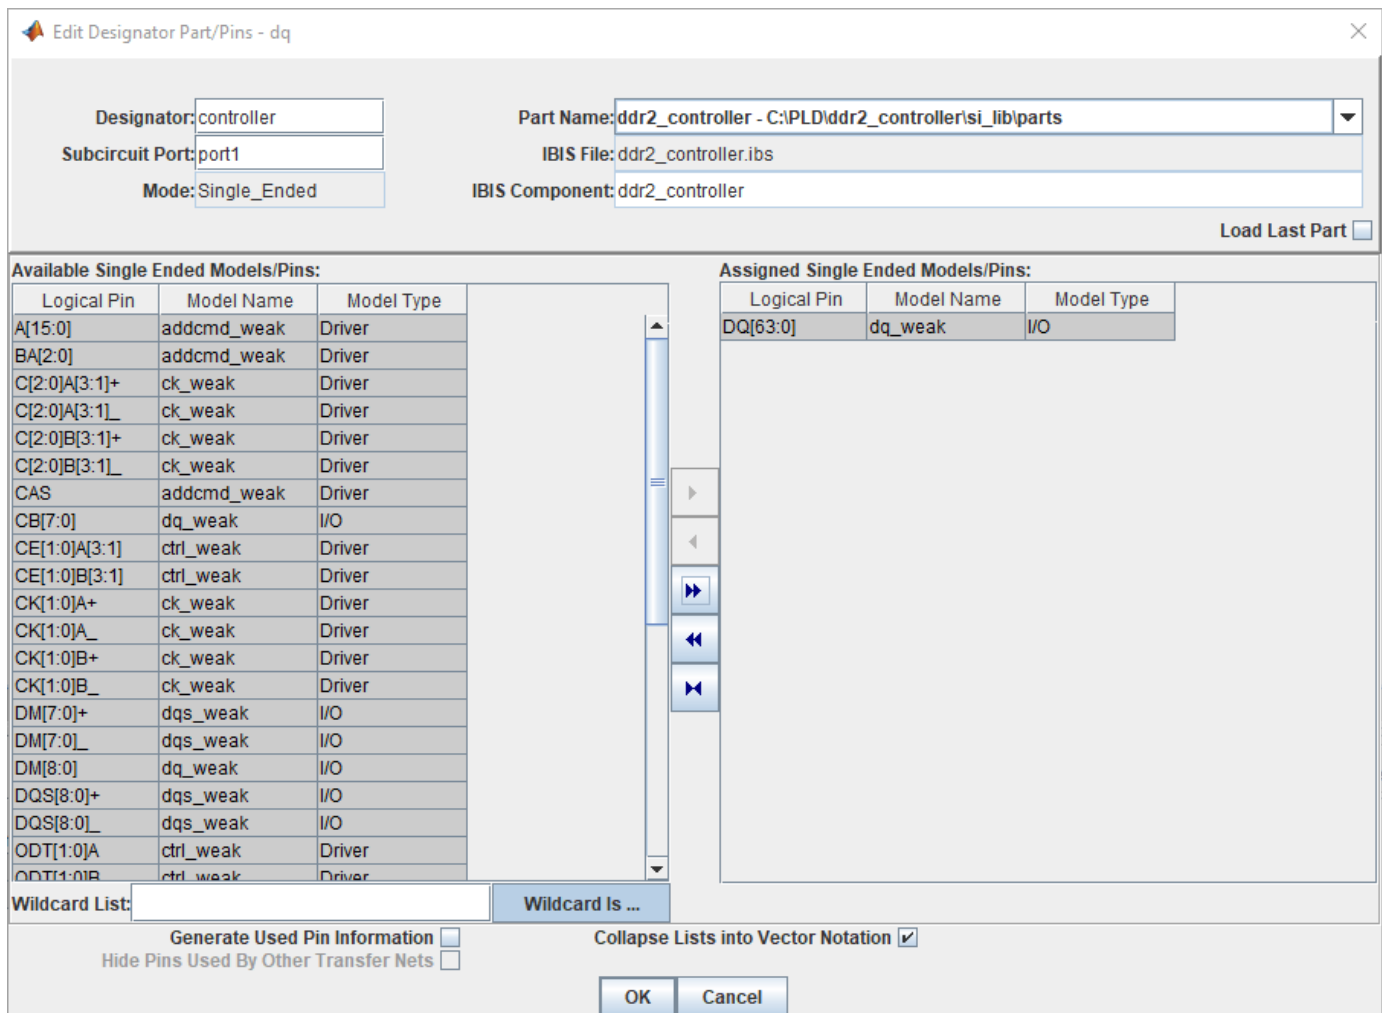 Edit Designator Part/Pins - dq
Designator: controller Part Name: ddr2_controller - C:\PLD\ddr2_controller\si_lib\parts
Subcircuit Port: port1 IBIS File: ddr2_controller.ibs
Mode: Single_Ended IBIS Component: ddr2_controller
Load Last Part
Available Single Ended Models/Pins: Assigned Single Ended Models/Pins:
Logical Pin Model Name Model Type Logical Pin Model Name Model Type
A[15:0] addcmd_weak Driver DQ[63:0] dq_weak I/O
BA[2:0] addcmd_weak Driver
C[2:0]A[3:1]+ ck_weak Driver
C[2:0]A[3:1]_ ck_weak Driver
C[2:0]B[3:1]+ ck_weak Driver
C[2:0]B[3:1]_ ck_weak Driver
CAS addcmd_weak Driver
CB[7:0] dq_weak I/O
CE[1:0]A[3:1] ctrl_weak Driver
CE[1:0]B[3:1] ctrl_weak Driver
CK[1:0]A+ ck_weak Driver
CK[1:0]A_ ck_weak Driver
CK[1:0]B+ ck_weak Driver
CK[1:0]B_ ck_weak Driver
DM[7:0]+ dqs_weak I/O
DM[7:0]_ dqs_weak I/O
DM[8:0] dq_weak I/O
DQS[8:0]+ dqs_weak I/O
DQS[8:0]_ dqs_weak I/O
ODT[1:0]A ctrl_weak Driver
ODT[1:0]B ctrl_weak Driver
Wildcard List: Wildcard Is ...
Generate Used Pin Information Collapse Lists into Vector Notation
Hide Pins Used By Other Transfer Nets
OK Cancel